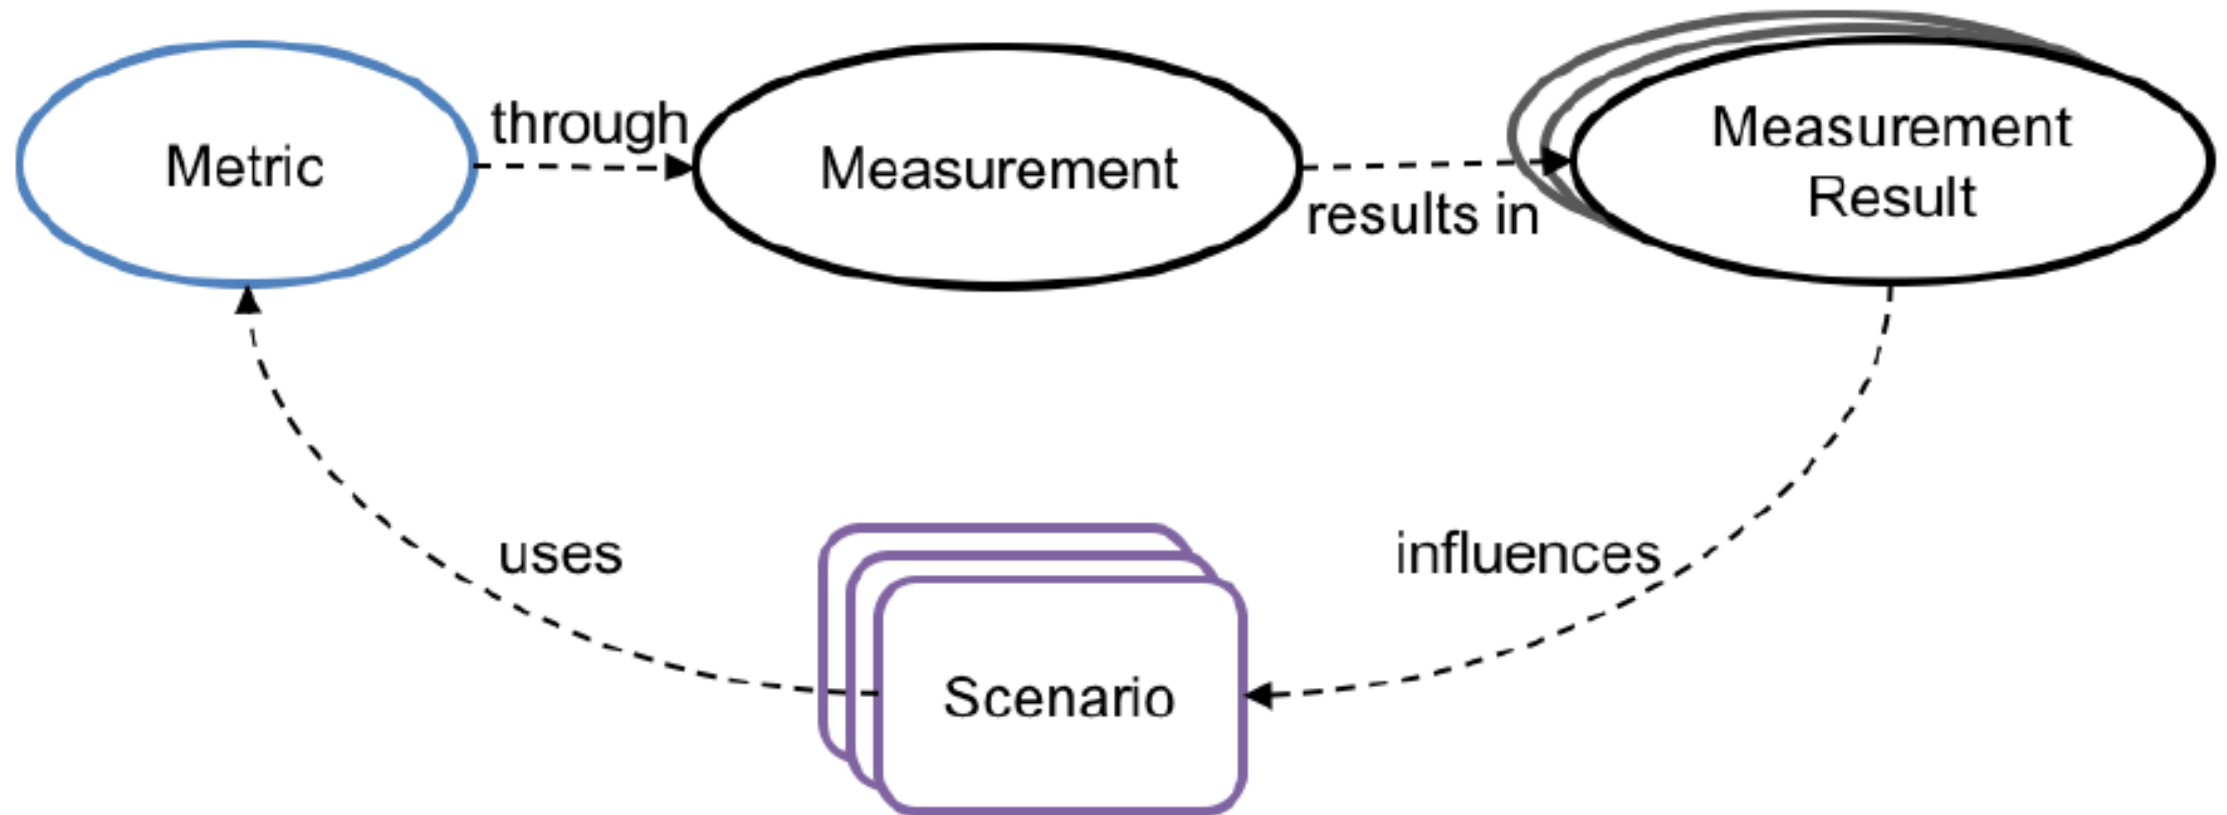 through
Metric
Measurement
results in
Measurement
Result
uses
influences
Scenario